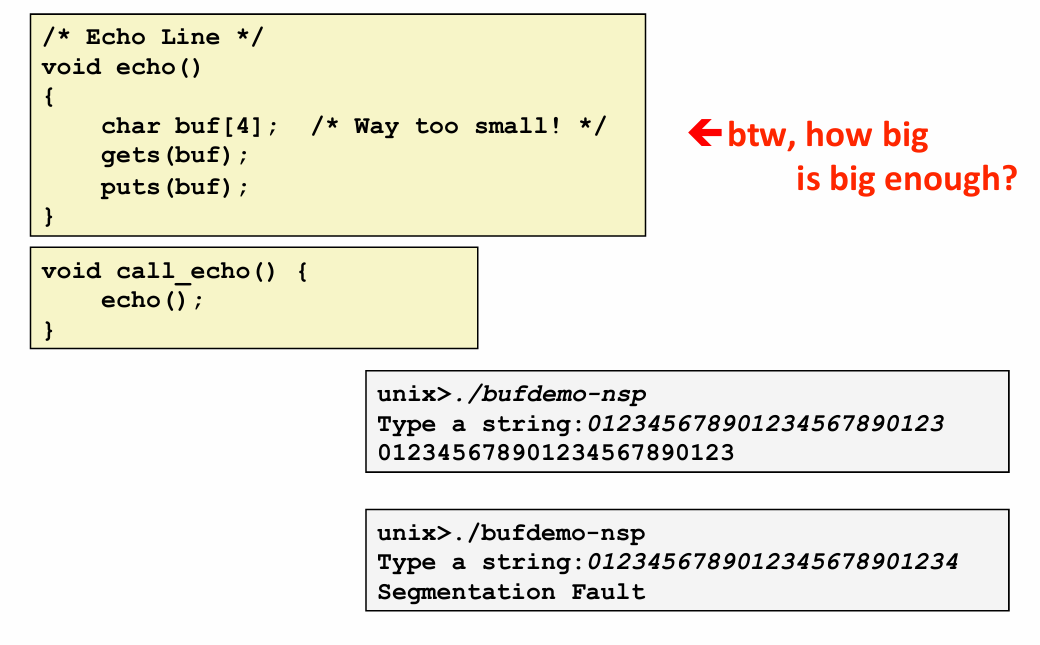 /* Echo Line */
void echo()
{
    char buf[4];  /* Way too small! */
    gets(buf);
    puts(buf);
}
←btw, how big
is big enough?
void call_echo() {
    echo();
}
unix>./bufdemo-nsp
Type a string:012345678901234567890123
012345678901234567890123
unix>./bufdemo-nsp
Type a string:0123456789012345678901234
Segmentation Fault